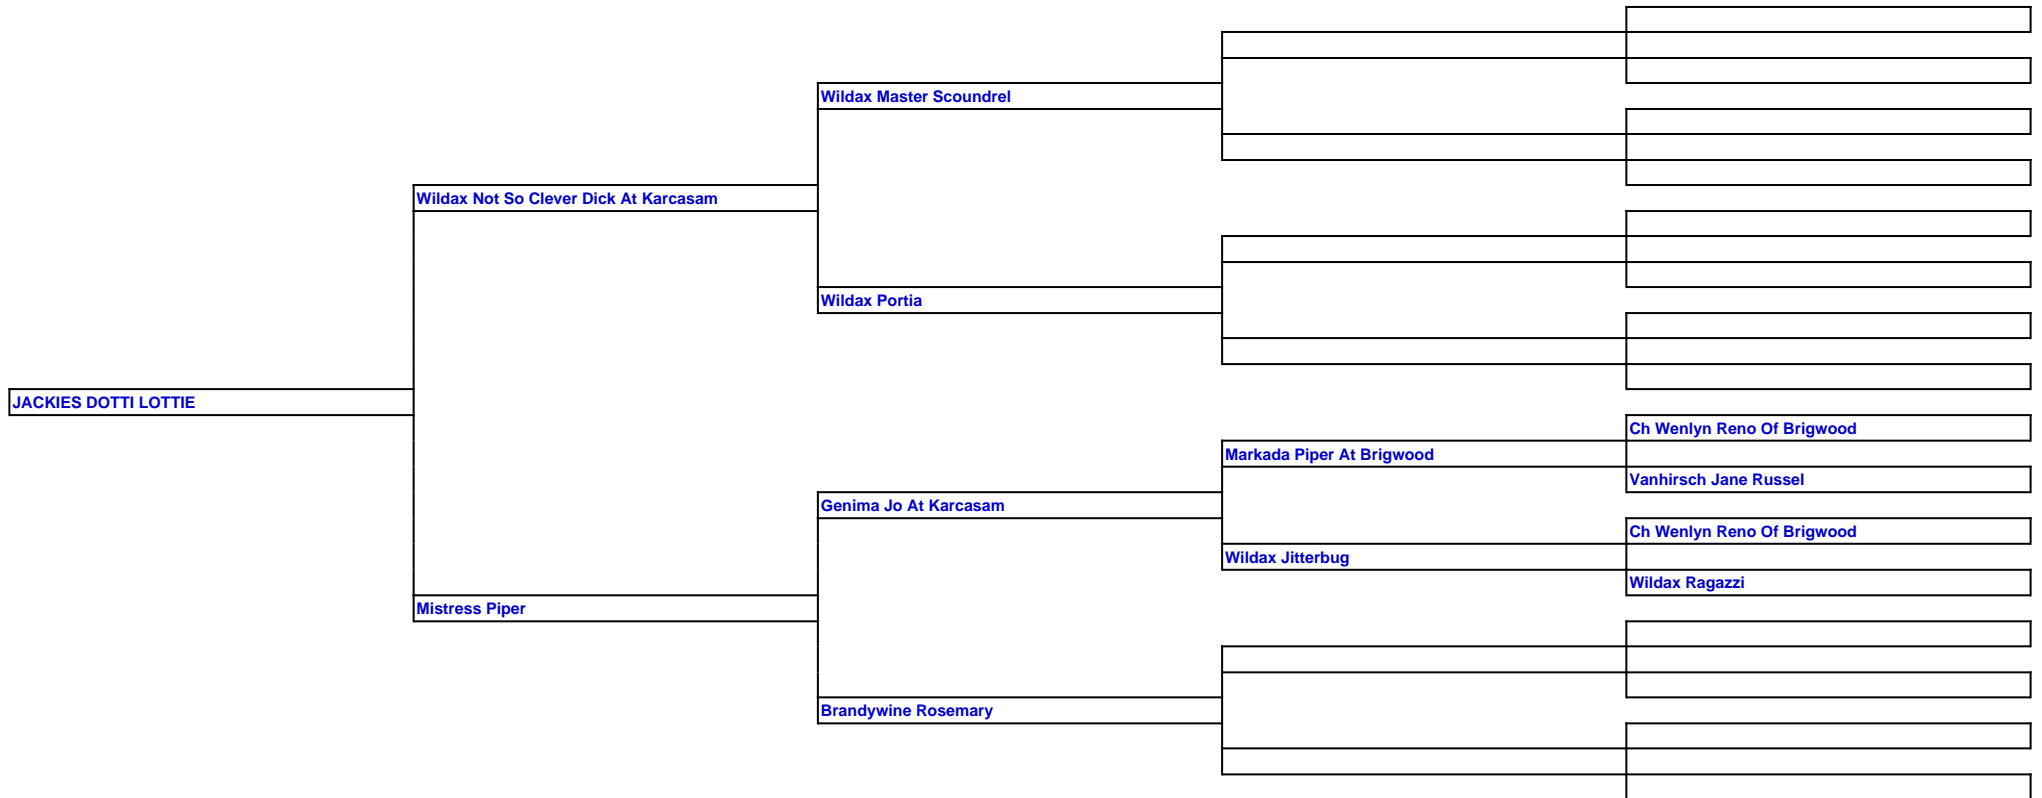 Wildax Master Scoundrel
Wildax Not So Clever Dick At Karcasam
Wildax Portia
JACKIES DOTTI LOTTIE
Ch Wenlyn Reno Of Brigwood
Markada Piper At Brigwood
Vanhirsch Jane Russel
Genima Jo At Karcasam
Ch Wenlyn Reno Of Brigwood
Wildax Jitterbug
Wildax Ragazzi
Mistress Piper
Brandywine Rosemary